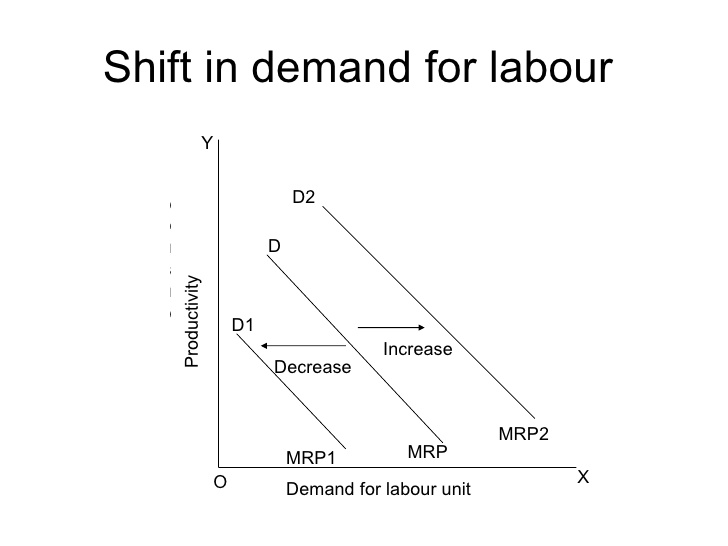 Shift in demand for labour
Y
D2
D
D1
Productivity
Increase
Decrease
MRP2
MRP
MRP1
O
X
Demand for labour unit